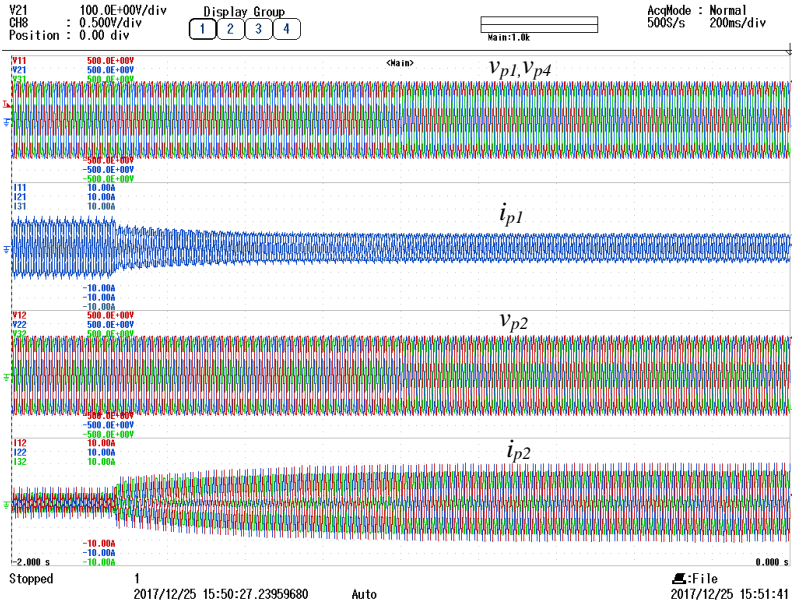 V21 100.0E+00V/div Display Group AcqMode : Normal
CH8 : 0.500V/div 1 2 3 4 500S/s 200ms/div
Position : 0.00 div Main:1.0k
V11 500.0E+00V <Main> vp1,vp4
V21 500.0E+00V
V31 500.0E+00V
-500.0E+00V
-500.0E+00V
-500.0E+00V
I11 10.00A
I21 10.00A
I31 10.00A
ip1
-10.00A
-10.00A
-10.00A
V12 500.0E+00V
V22 500.0E+00V vp2
V32 500.0E+00V
-500.0E+00V
-500.0E+00V
-500.0E+00V
I12 10.00A
I22 10.00A ip2
I32 10.00A
-10.00A
-10.00A
-2.000 s -10.00A 0.000 s
Stopped 1 :File
2017/12/25 15:50:27.23959680 Auto 2017/12/25 15:51:41